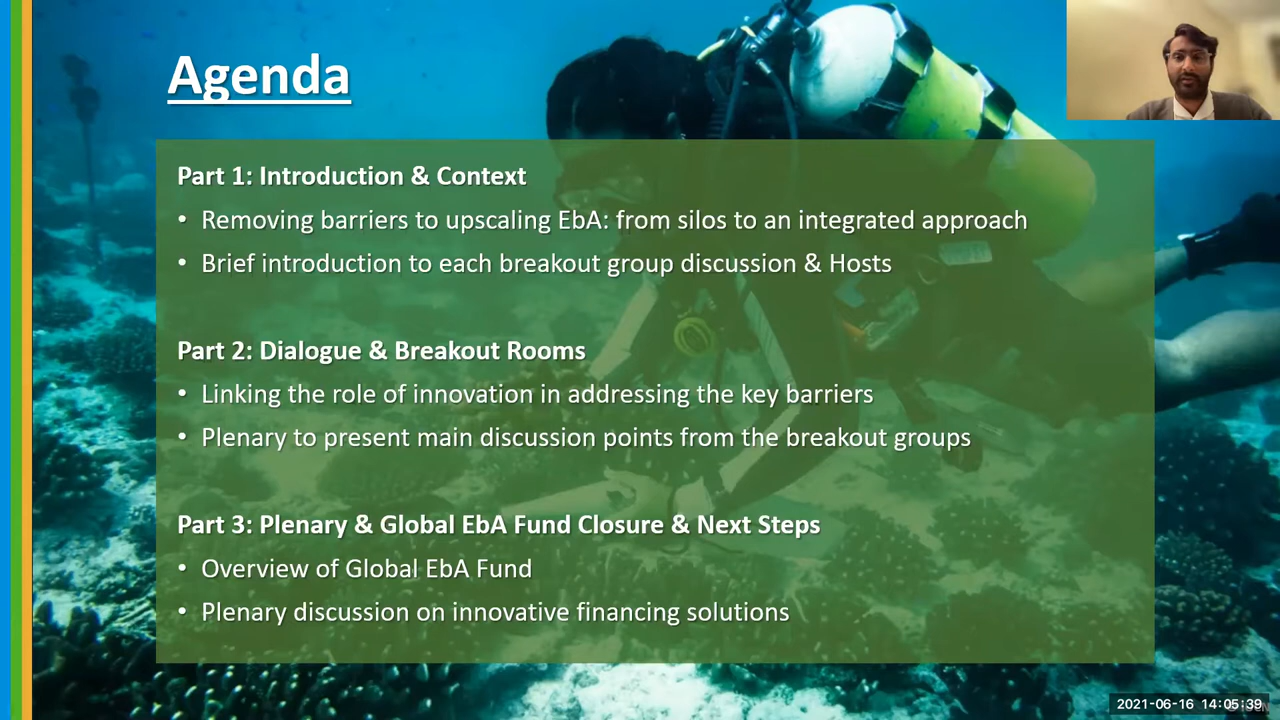 Agenda
Part 1: Introduction & Context
• Removing barriers to upscaling EbA: from silos to an integrated approach
• Brief introduction to each breakout group discussion & Hosts
Part 2: Dialogue & Breakout Rooms
• Linking the role of innovation in addressing the key barriers
• Plenary to present main discussion points from the breakout groups
Part 3: Plenary & Global EbA Fund Closure & Next Steps
• Overview of Global EbA Fund
• Plenary discussion on innovative financing solutions
2021-06-16 14:05:39